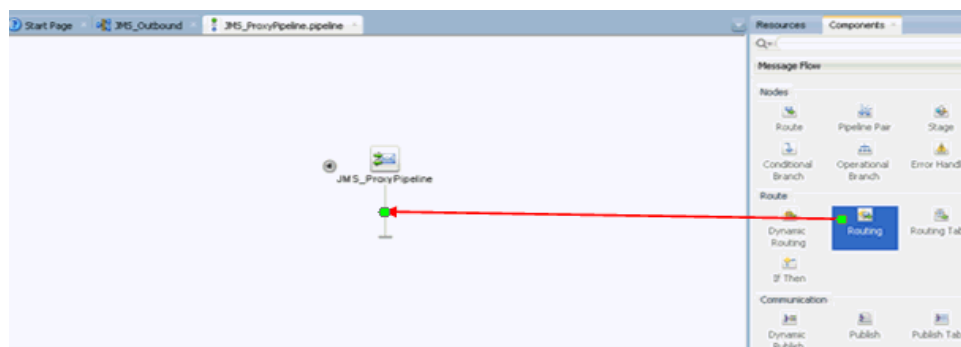 Start Page
JMS_Outbound
JMS_ProxyPipeline.pipeline
Resources
Components
Message Flow
Nodes
Route
Pipeline Pair
Stage
Conditional Branch
Operational Branch
Error Handl
Route
Dynamic Routing
Routing
Routing Tab
If Then
Communication
Dynamic Publish
Publish
Publish Tab
JMS_ProxyPipeline